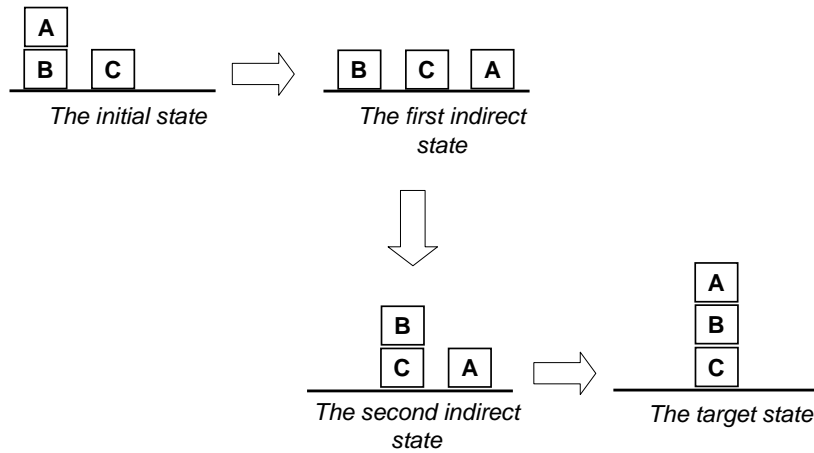 A
B C
B C A
The initial state
The first indirect
state
B
C A
A
B
C
The second indirect
state
The target state